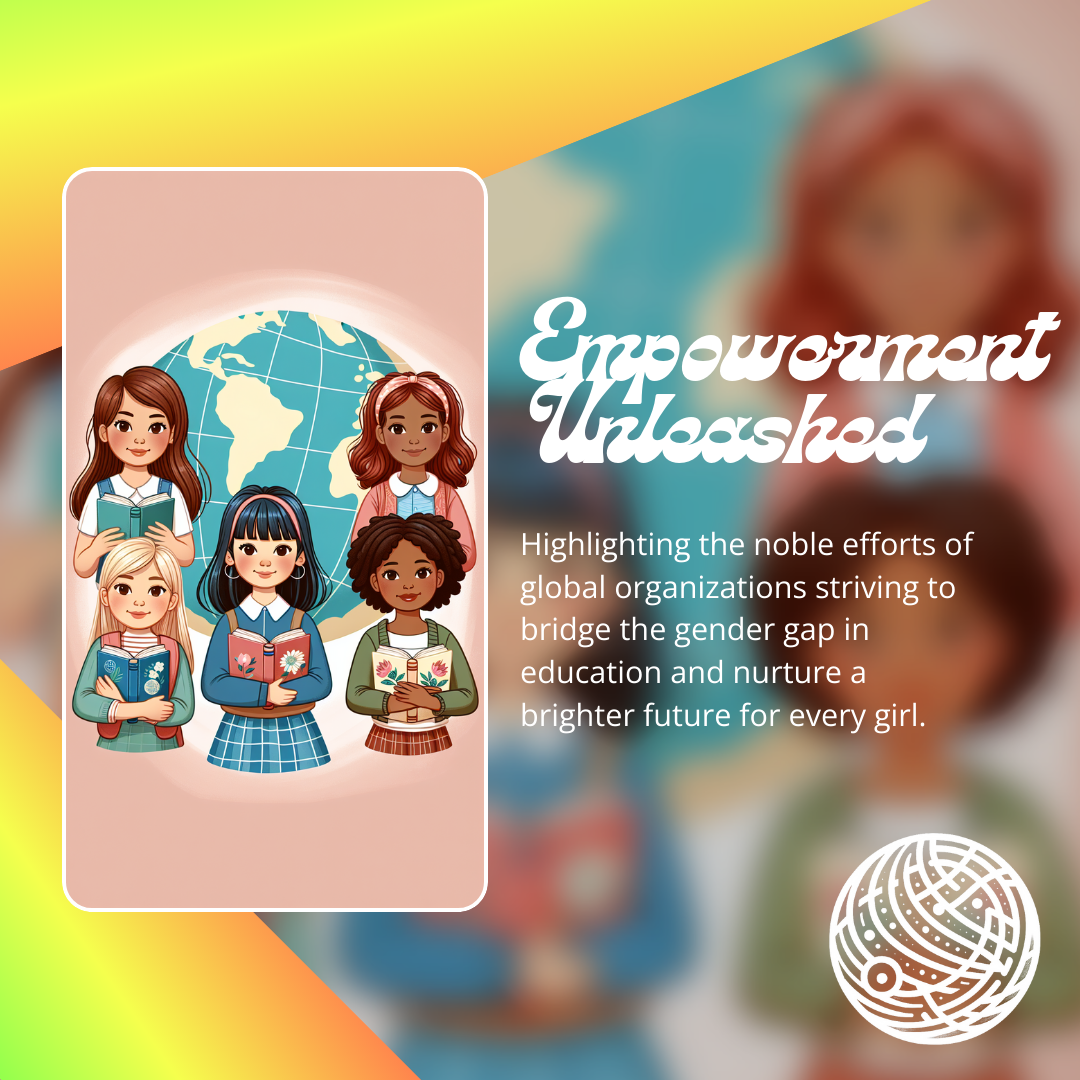 Empowerment
Unleashed
Highlighting the noble efforts of
global organizations striving to
bridge the gender gap in
education and nurture a
brighter future for every girl.